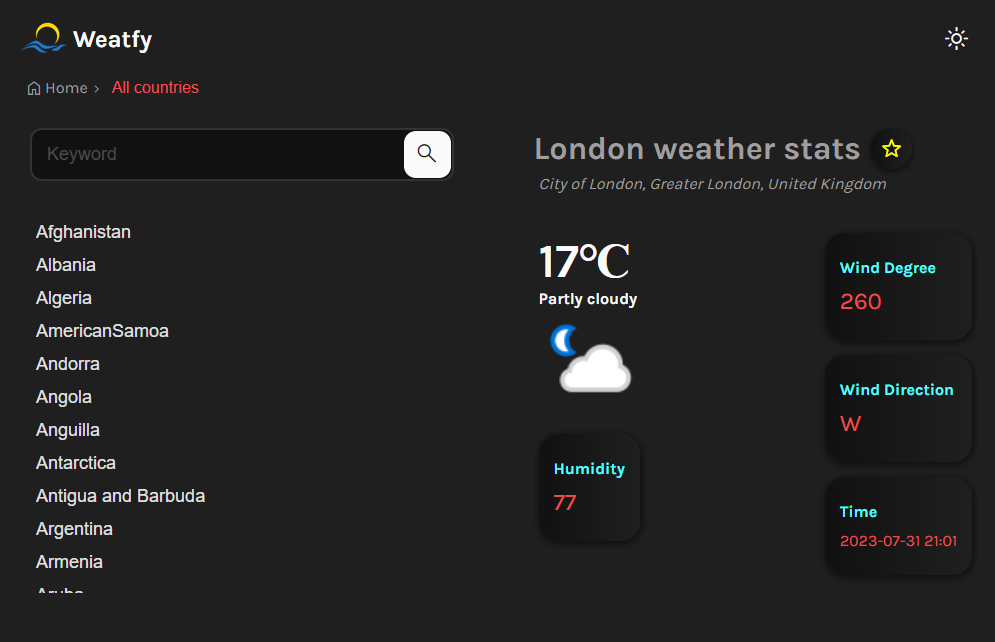 Weatfy
Home › All countries
Keyword
Afghanistan
Albania
Algeria
AmericanSamoa
Andorra
Angola
Anguilla
Antarctica
Antigua and Barbuda
Argentina
Armenia
Aruba
London weather stats
City of London, Greater London, United Kingdom
17°C
Partly cloudy
Humidity
77
Wind Degree
260
Wind Direction
W
Time
2023-07-31 21:01